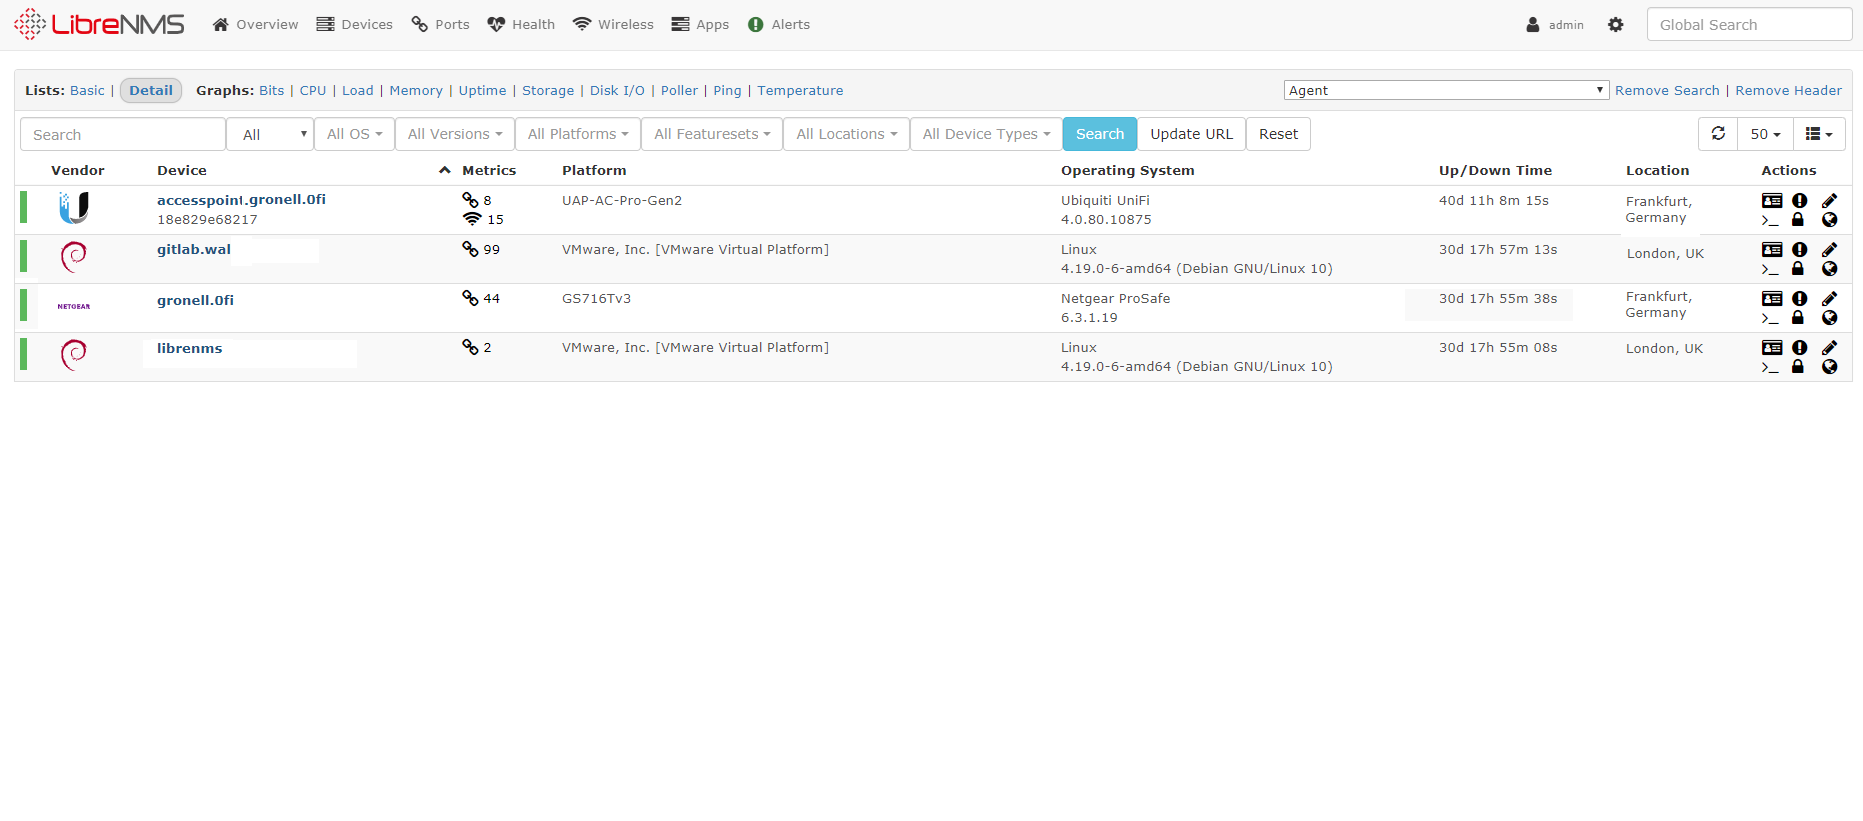 LibreNMS Overview Devices Ports Health Wireless Apps Alerts admin Global Search
Lists: Basic | Detail Graphs: Bits | CPU | Load | Memory | Uptime | Storage | Disk I/O | Poller | Ping | Temperature Agent Remove Search | Remove Header
Search All All OS All Versions All Platforms All Featuresets All Locations All Device Types Search Update URL Reset 50
Vendor Device Metrics Platform Operating System Up/Down Time Location Actions
accesspoint.gronell.0fi 8 UAP-AC-Pro-Gen2 Ubiquiti UniFi 40d 11h 8m 15s Frankfurt,
18e829e68217 15 4.0.80.10875 Germany
gitlab.wal 99 VMware, Inc. [VMware Virtual Platform] Linux 30d 17h 57m 13s London, UK
4.19.0-6-amd64 (Debian GNU/Linux 10)
NETGEAR gronell.0fi 44 GS716Tv3 Netgear ProSafe 30d 17h 55m 38s Frankfurt,
6.3.1.19 Germany
librenms 2 VMware, Inc. [VMware Virtual Platform] Linux 30d 17h 55m 08s London, UK
4.19.0-6-amd64 (Debian GNU/Linux 10)